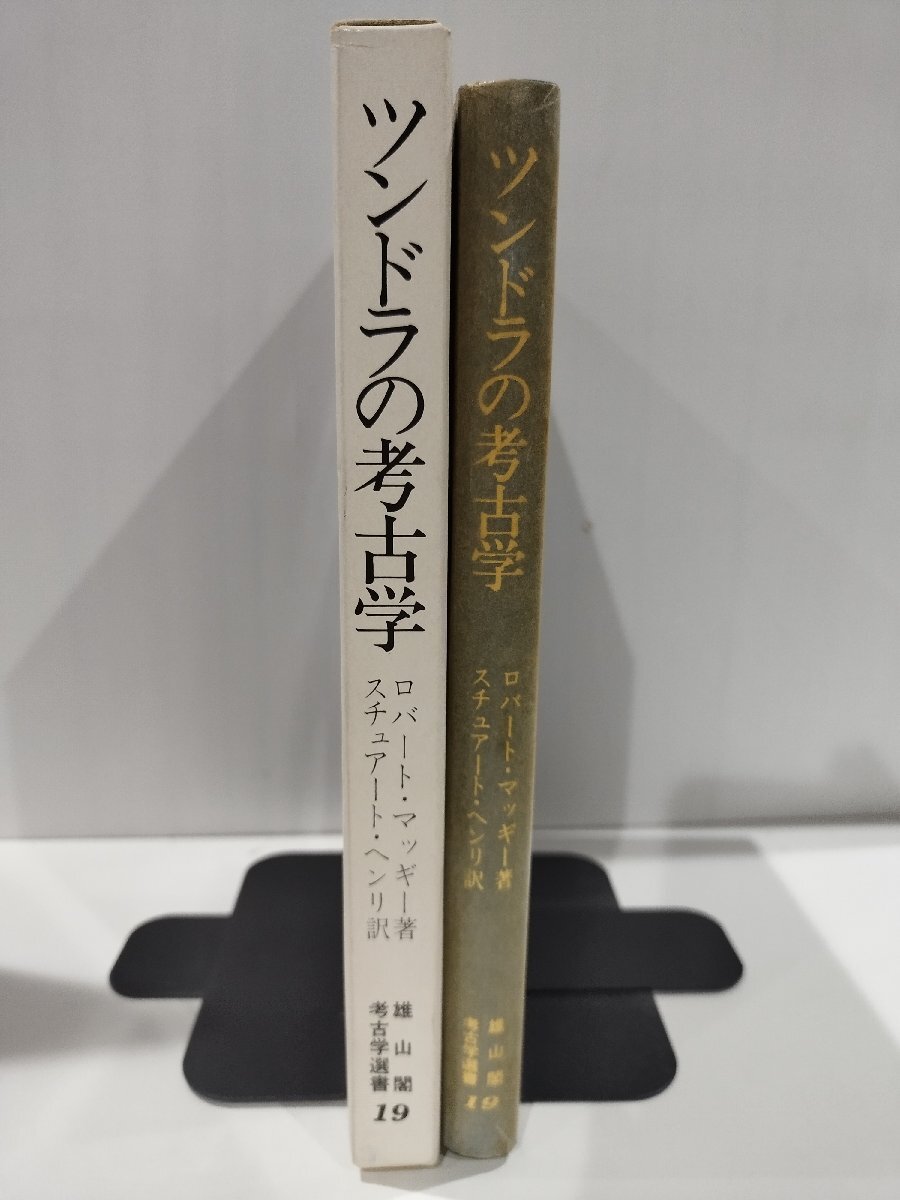 ツンドラの考古学
ロバート・マッギー著
スチュアート・ヘンリ訳
雄山閣
考古学選書
19
ツンドラの考古学
ロバート・マッギー著
スチュアート・ヘンリ訳
雄山閣
考古学選書
19